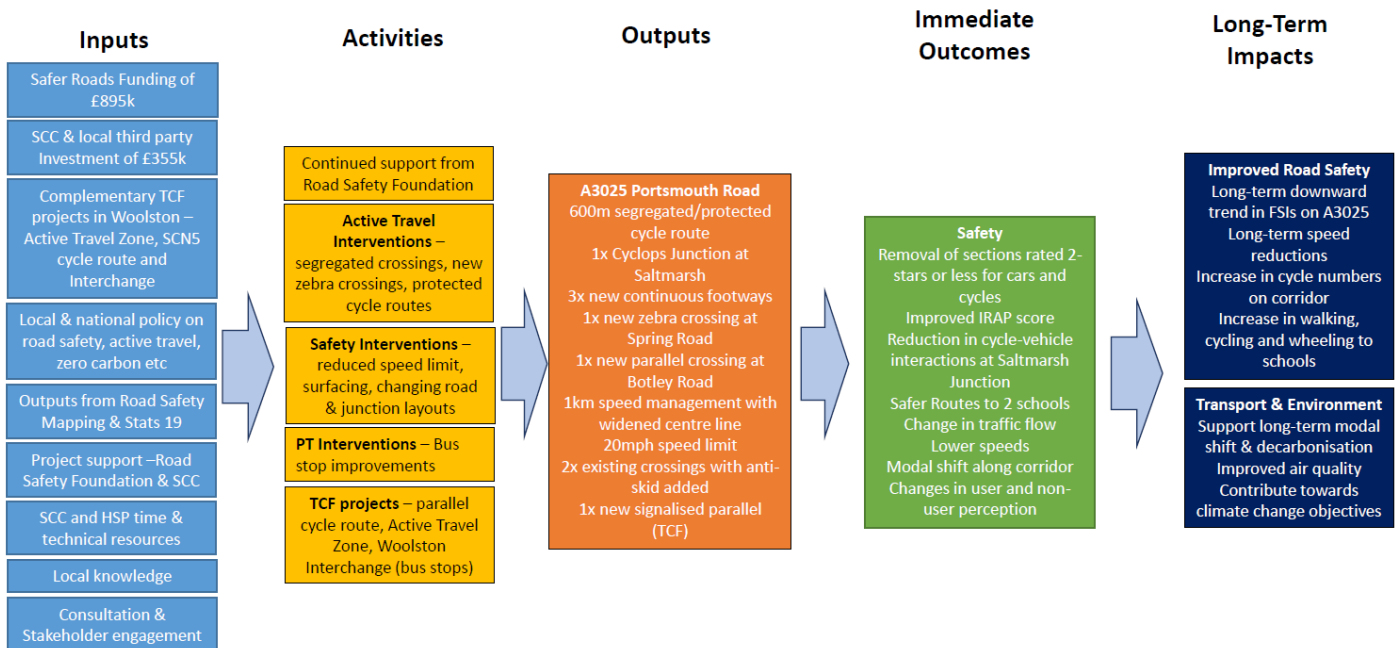 Inputs
Safer Roads Funding of
£895k
SCC & local third party
Investment of £355k
Complementary TCF
projects in Woolston –
Active Travel Zone, SCN5
cycle route and
Interchange
Local & national policy on
road safety, active travel,
zero carbon etc
Outputs from Road Safety
Mapping & Stats 19
Project support –Road
Safety Foundation & SCC
SCC and HSP time &
technical resources
Local knowledge
Consultation &
Stakeholder engagement
Activities
Continued support from
Road Safety Foundation
Active Travel
Interventions –
segregated crossings, new
zebra crossings, protected
cycle routes
Safety Interventions –
reduced speed limit,
surfacing, changing road
& junction layouts
PT Interventions – Bus
stop improvements
TCF projects – parallel
cycle route, Active Travel
Zone, Woolston
Interchange (bus stops)
Outputs
A3025 Portsmouth Road
600m segregated/protected
cycle route
1x Cyclops Junction at
Saltmarsh
3x new continuous footways
1x new zebra crossing at
Spring Road
1x new parallel crossing at
Botley Road
1km speed management with
widened centre line
20mph speed limit
2x existing crossings with anti-
skid added
1x new signalised parallel
(TCF)
Immediate
Outcomes
Safety
Removal of sections rated 2-
stars or less for cars and
cycles
Improved IRAP score
Reduction in cycle-vehicle
interactions at Saltmarsh
Junction
Safer Routes to 2 schools
Change in traffic flow
Lower speeds
Modal shift along corridor
Changes in user and non-
user perception
Long-Term
Impacts
Improved Road Safety
Long-term downward
trend in FSIs on A3025
Long-term speed
reductions
Increase in cycle numbers
on corridor
Increase in walking,
cycling and wheeling to
schools
Transport & Environment
Support long-term modal
shift & decarbonisation
Improved air quality
Contribute towards
climate change objectives